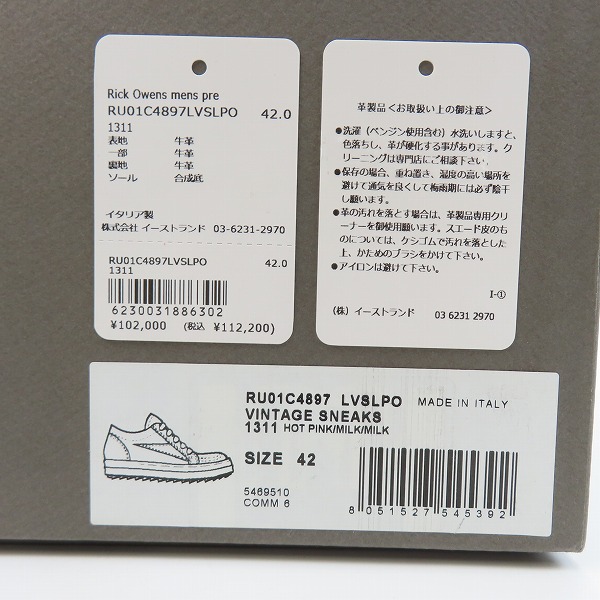 Rick Owens mens pre
RU01C4897LVSLPO 42.0
1311
表地 牛革
一部 牛革
裏地 牛革
ソール 合成底
イタリア製
株式会社 イーストランド 03-6231-2970
RU01C4897LVSLPO 42.0
1311
6230031886302
¥102,000 (税込 ¥112,200)
革製品<お取扱い上の御注意>
●洗濯(ベンジン使用含む)水洗いしますと、
色落ちし、革が硬化する事があります。ク
リーニングは専門店にご相談下さい。
●保存の場合、重ね置き、湿度の高い場所を
避けて通気を良くして梅雨期には必ず陰干
し願います。
●革の汚れを落とす場合は、革製品専用クリ
ーナーを御使用願います。スエード皮のも
のについては、ケシゴムで汚れを落とした
上、かためのブラシをかけて下さい。
●アイロンは避けて下さい。
I-①
(株)イーストランド 03 6231 2970
RU01C4897 LVSLPO MADE IN ITALY
VINTAGE SNEAKS
1311 HOT PINK/MILK/MILK
SIZE 42
5469510
COMM 6
8 051527 545392